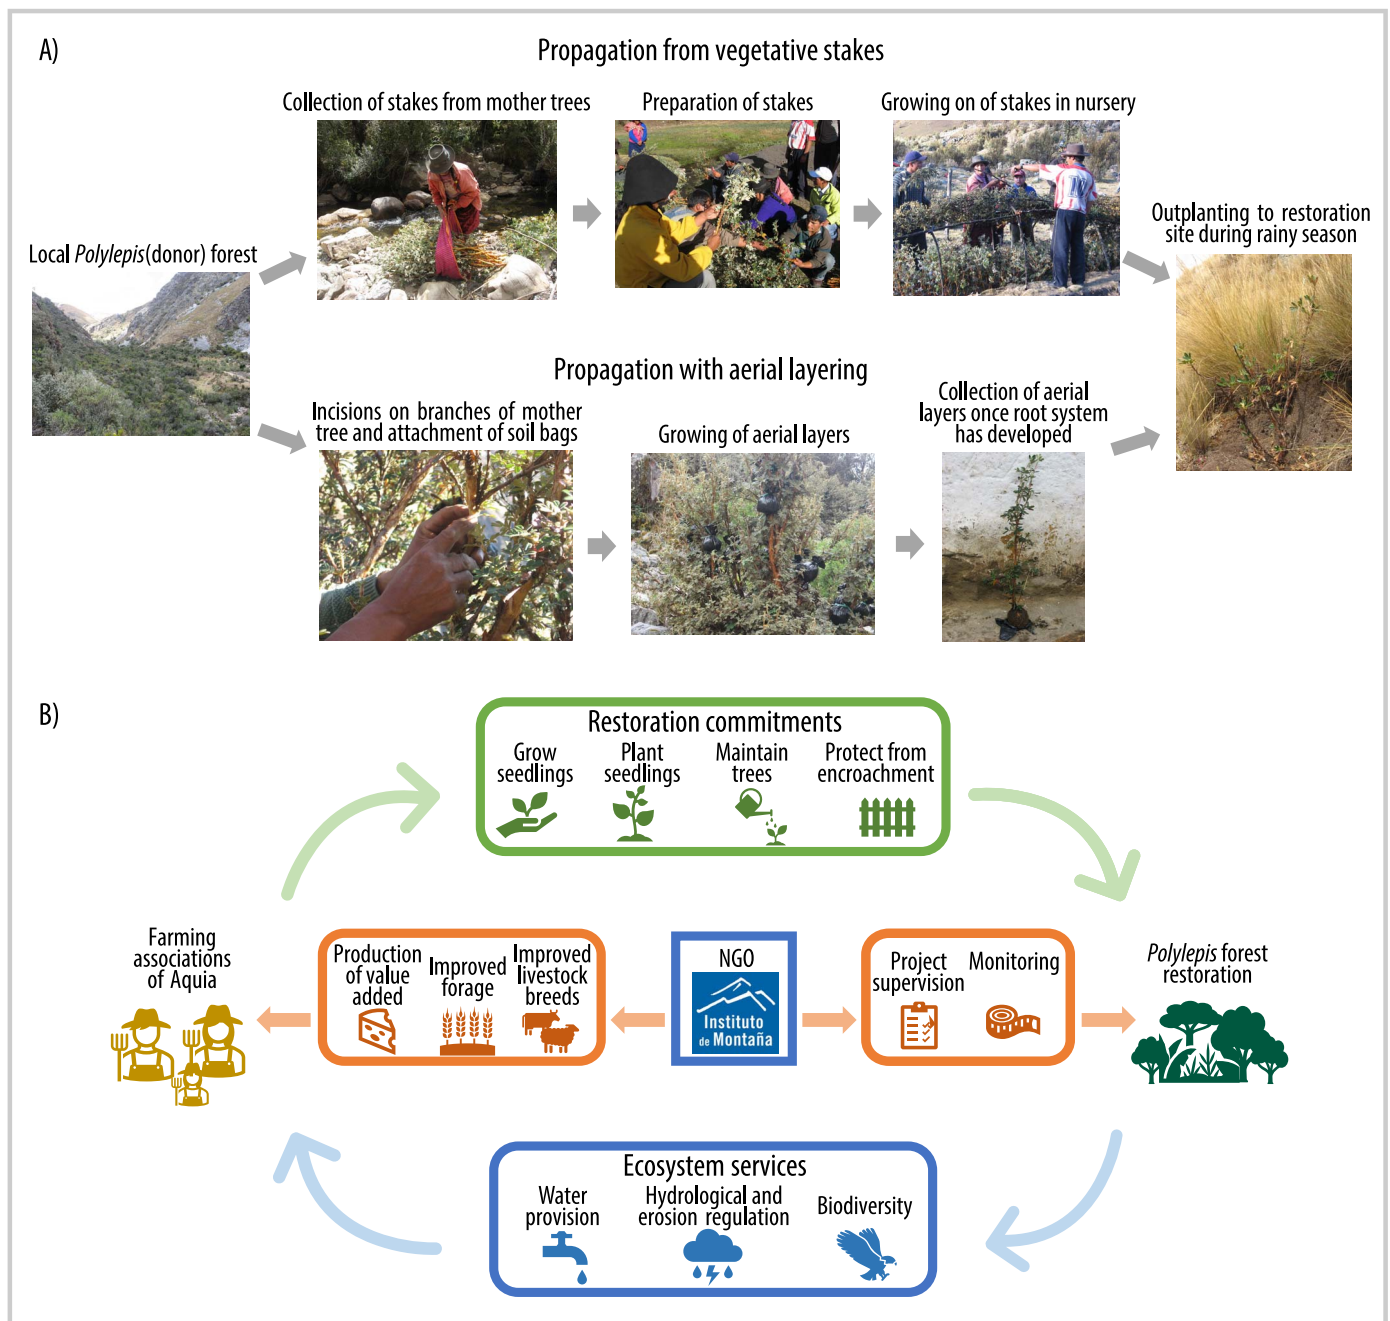 A)
Propagation from vegetative stakes
Collection of stakes from mother trees
Preparation of stakes
Growing on of stakes in nursery
Local Polylepis(donor) forest
Outplanting to restoration
site during rainy season
Propagation with aerial layering
Incisions on branches of mother
tree and attachment of soil bags
Growing of aerial layers
Collection of aerial
layers once root system
has developed
B)
Restoration commitments
Grow
seedlings
Plant
seedlings
Maintain
trees
Protect from
encroachment
Farming
associations
of Aquia
Production
of value
added
Improved
forage
Improved
livestock
breeds
NGO
Instituto
de Montaña
Project
supervision
Monitoring
Polylepis forest
restoration
Ecosystem services
Water
provision
Hydrological and
erosion regulation
Biodiversity